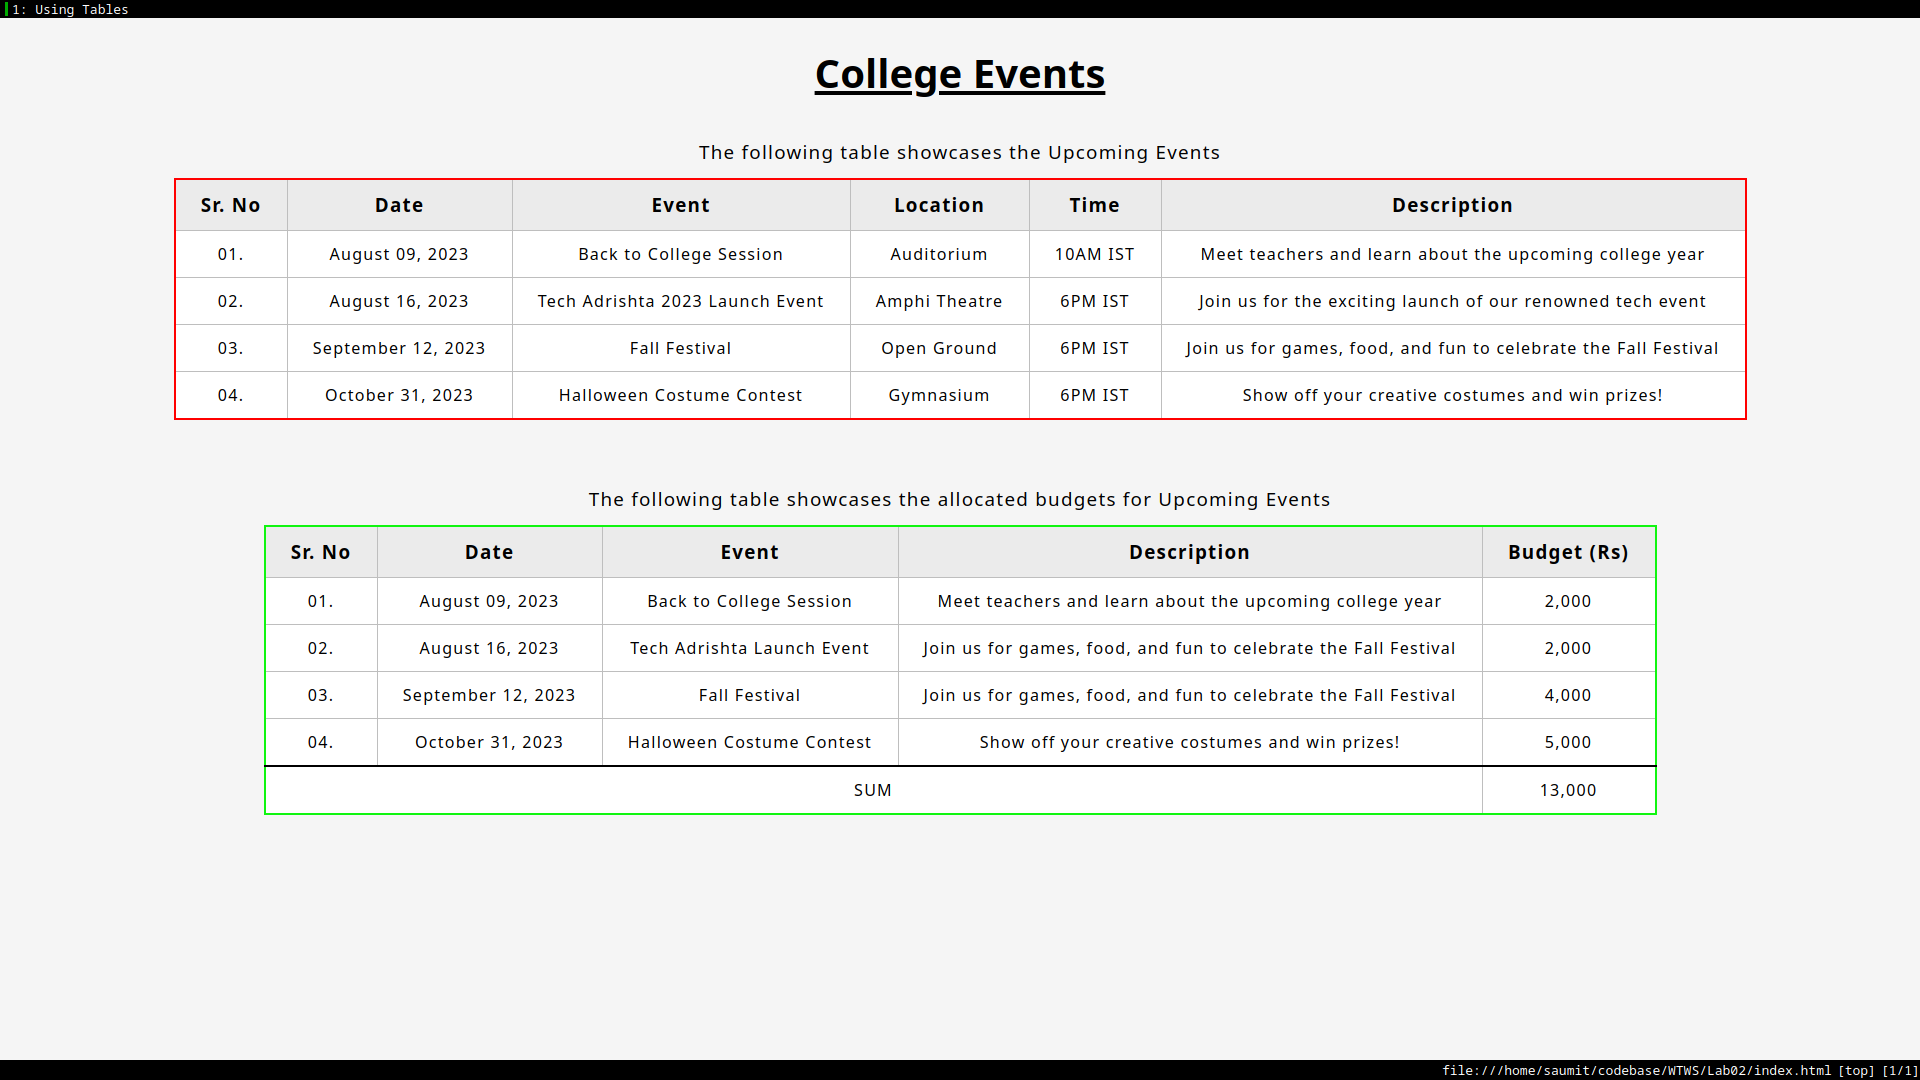 1: Using Tables
College Events
The following table showcases the Upcoming Events
Sr. No Date Event Location Time Description
01. August 09, 2023 Back to College Session Auditorium 10AM IST Meet teachers and learn about the upcoming college year
02. August 16, 2023 Tech Adrishta 2023 Launch Event Amphi Theatre 6PM IST Join us for the exciting launch of our renowned tech event
03. September 12, 2023 Fall Festival Open Ground 6PM IST Join us for games, food, and fun to celebrate the Fall Festival
04. October 31, 2023 Halloween Costume Contest Gymnasium 6PM IST Show off your creative costumes and win prizes!
The following table showcases the allocated budgets for Upcoming Events
Sr. No Date Event Description Budget (Rs)
01. August 09, 2023 Back to College Session Meet teachers and learn about the upcoming college year 2,000
02. August 16, 2023 Tech Adrishta Launch Event Join us for games, food, and fun to celebrate the Fall Festival 2,000
03. September 12, 2023 Fall Festival Join us for games, food, and fun to celebrate the Fall Festival 4,000
04. October 31, 2023 Halloween Costume Contest Show off your creative costumes and win prizes! 5,000
SUM 13,000
file:///home/saumit/codebase/WTWS/Lab02/index.html [top] [1/1]